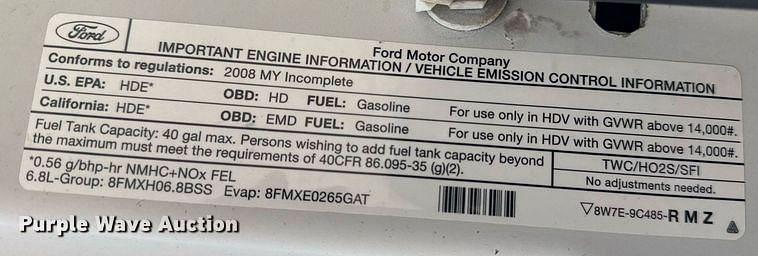 Ford
Ford Motor Company
IMPORTANT ENGINE INFORMATION / VEHICLE EMISSION CONTROL INFORMATION
Conforms to regulations: 2008 MY Incomplete
U.S. EPA: HDE* OBD: HD FUEL: Gasoline For use only in HDV with GVWR above 14,000#.
California: HDE* OBD: EMD FUEL: Gasoline For use only in HDV with GVWR above 14,000#.
Fuel Tank Capacity: 40 gal max. Persons wishing to add fuel tank capacity beyond
the maximum must meet the requirements of 40CFR 86.095-35 (g)(2).
TWC/HO2S/SFI
No adjustments needed.
*0.56 g/bhp-hr NMHC+NOx FEL
6.8L-Group: 8FMXH06.8BSS Evap: 8FMXE0265GAT
▽8W7E-9C485-RMZ
Purple Wave Auction